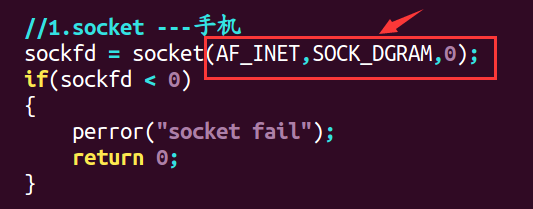 //1.socket ---手机
sockfd = socket(AF_INET,SOCK_DGRAM,0);
if(sockfd < 0)
{
    perror("socket fail");
    return 0;
}